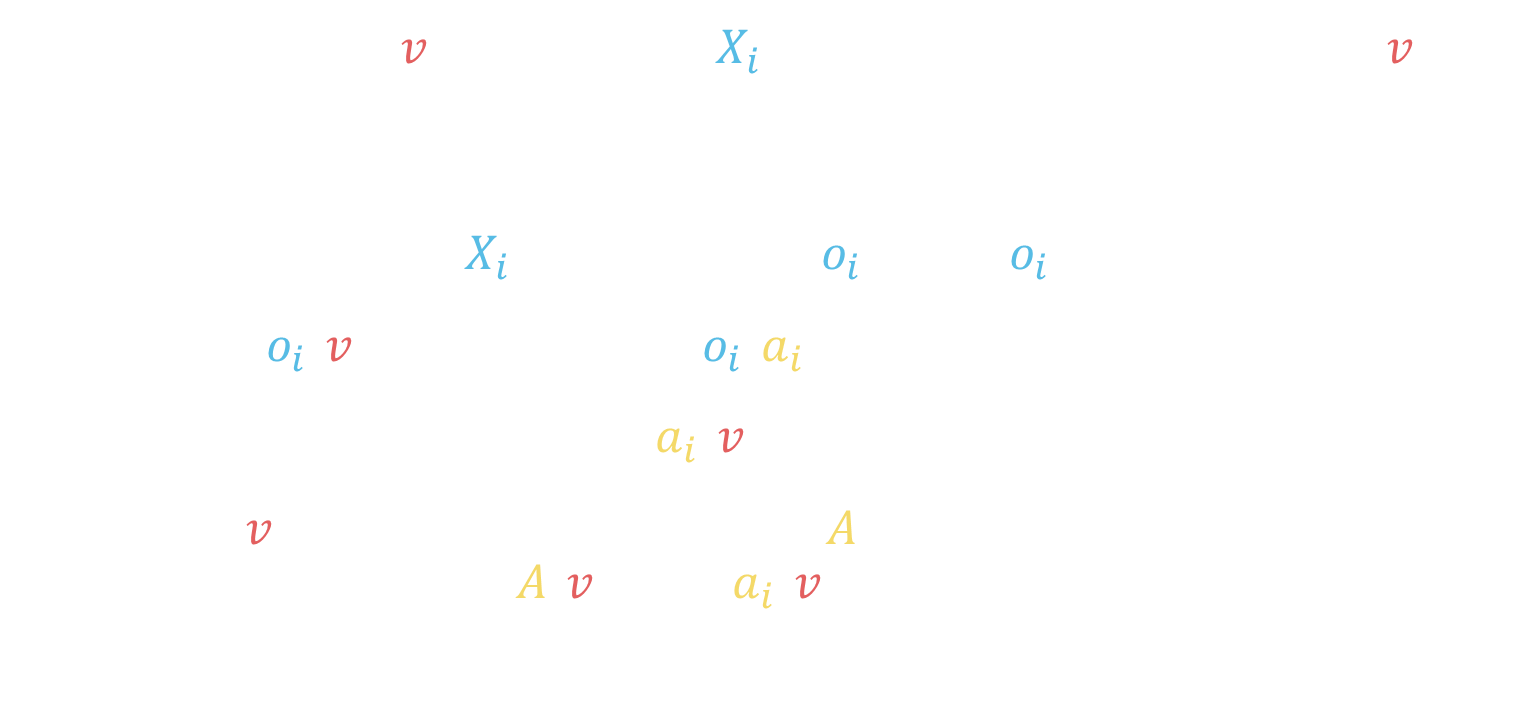 v X_i v
X_i o_i o_i
o_i v o_i a_i
a_i v
v A
A v a_i v